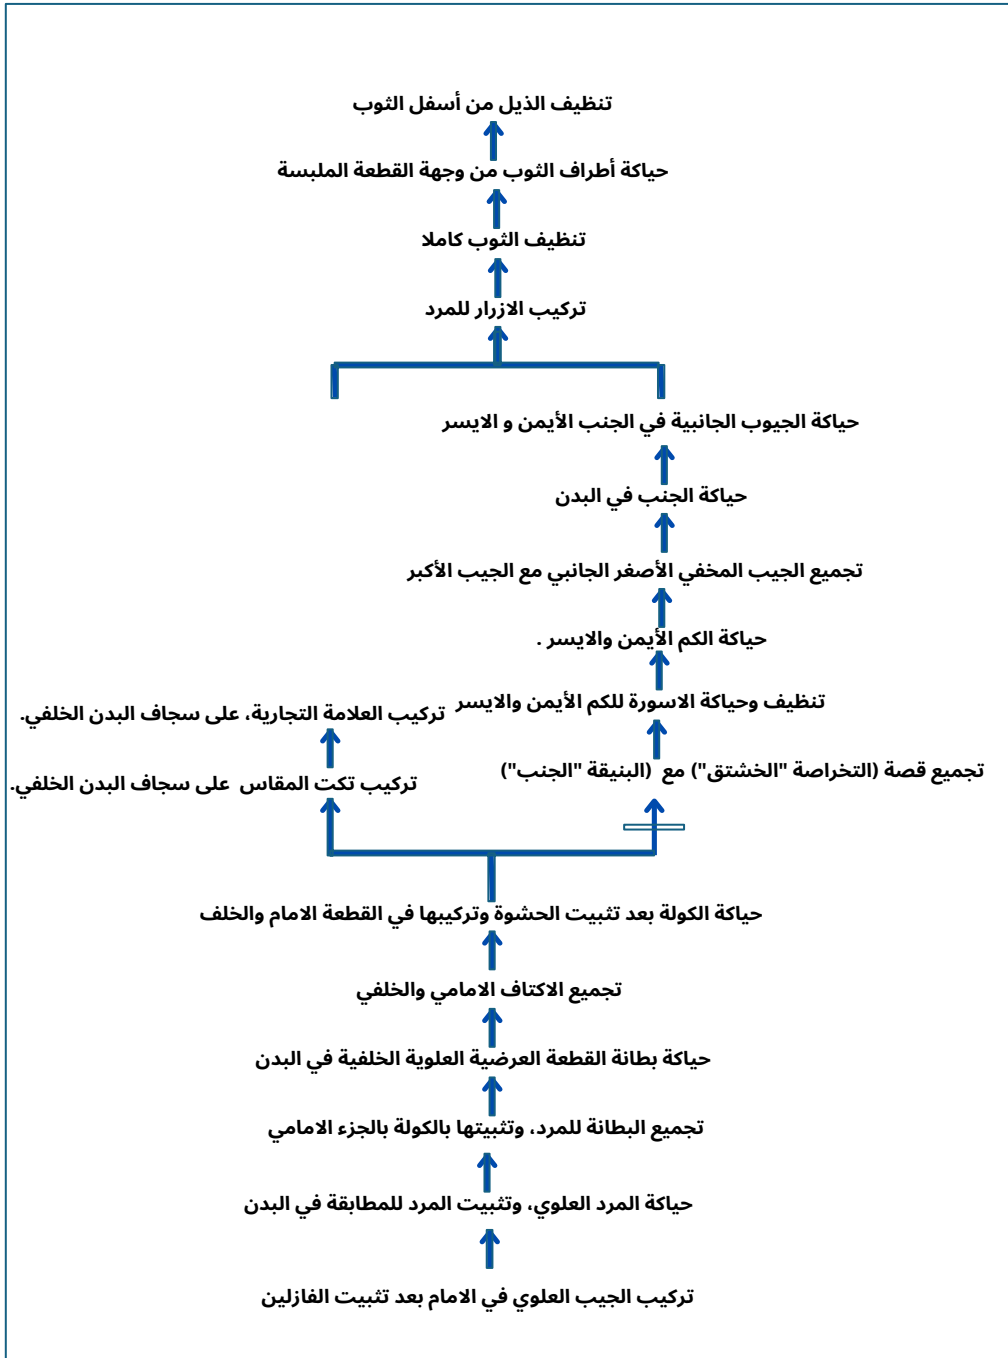 تنظيف الذيل من أسفل الثوب
حياكة أطراف الثوب من وجهة القطعة الملبسة
تنظيف الثوب كاملا
تركيب الازرار للمرد
حياكة الجيوب الجانبية في الجنب الأيمن و الايسر
حياكة الجنب في البدن
تجميع الجيب المخفي الأصغر الجانبي مع الجيب الأكبر
حياكة الكم الأيمن والايسر .
تنظيف وحياكة الاسورة للكم الأيمن والايسر
تركيب العلامة التجارية، على سجاف البدن الخلفي.
تجميع قصة (التخراصة "الخشتق") مع (البنيقة "الجنب")
تركيب تكت المقاس على سجاف البدن الخلفي.
حياكة الكولة بعد تثبيت الحشوة وتركيبها في القطعة الامام والخلف
تجميع الاكتاف الامامي والخلفي
حياكة بطانة القطعة العرضية العلوية الخلفية في البدن
تجميع البطانة للمرد، وتثبيتها بالكولة بالجزء الامامي
حياكة المرد العلوي، وتثبيت المرد للمطابقة في البدن
تركيب الجيب العلوي في الامام بعد تثبيت الفازلين